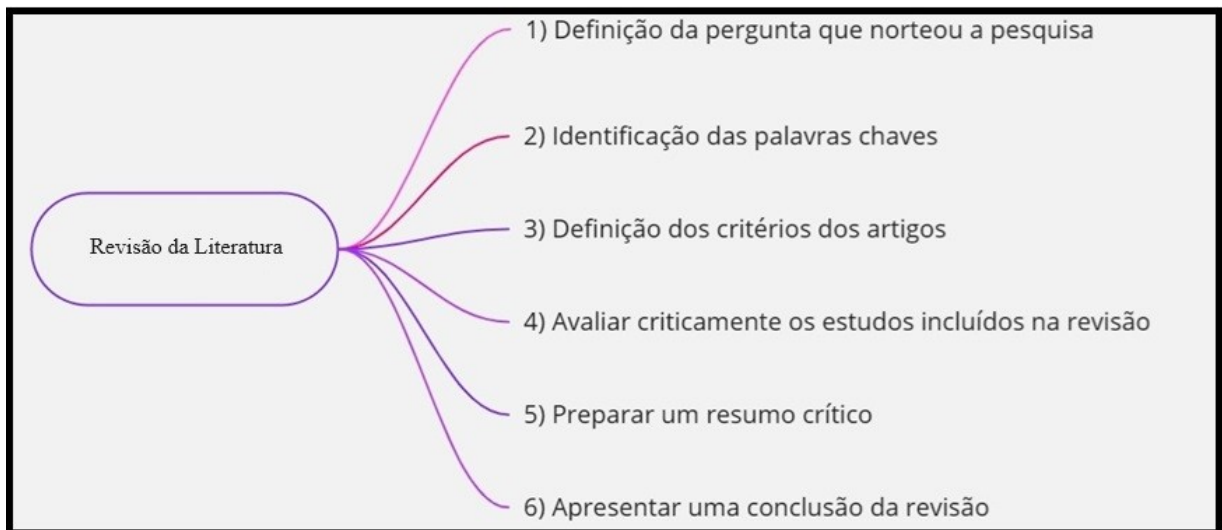 Revisão da Literatura
1) Definição da pergunta que norteou a pesquisa
2) Identificação das palavras chaves
3) Definição dos critérios dos artigos
4) Avaliar criticamente os estudos incluídos na revisão
5) Preparar um resumo crítico
6) Apresentar uma conclusão da revisão